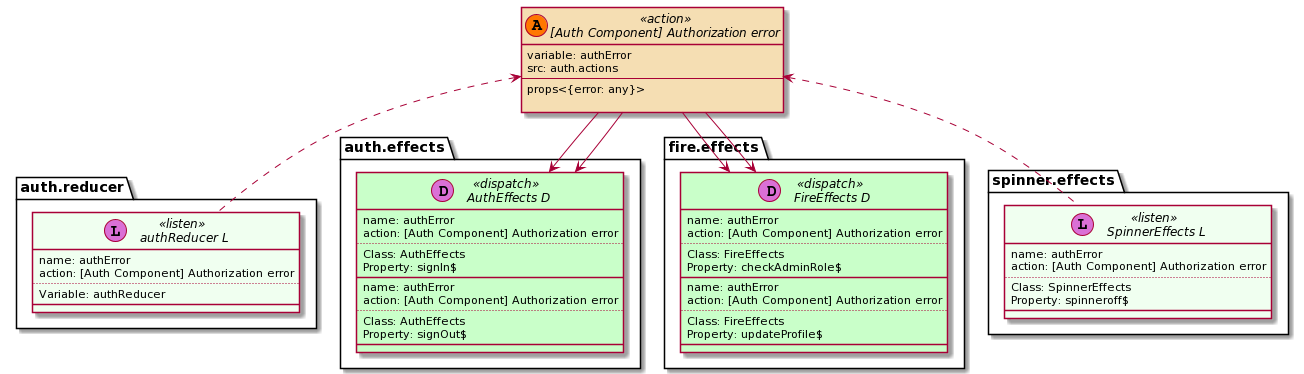 A
«action»
[Auth Component] Authorization error
variable: authError
src: auth.actions
props<{error: any}>
auth.reducer
L
«listen»
authReducer L
name: authError
action: [Auth Component] Authorization error
Variable: authReducer
auth.effects
D
«dispatch»
AuthEffects D
name: authError
action: [Auth Component] Authorization error
Class: AuthEffects
Property: signIn$
name: authError
action: [Auth Component] Authorization error
Class: AuthEffects
Property: signOut$
fire.effects
D
«dispatch»
FireEffects D
name: authError
action: [Auth Component] Authorization error
Class: FireEffects
Property: checkAdminRole$
name: authError
action: [Auth Component] Authorization error
Class: FireEffects
Property: updateProfile$
spinner.effects
L
«listen»
SpinnerEffects L
name: authError
action: [Auth Component] Authorization error
Class: SpinnerEffects
Property: spinneroff$